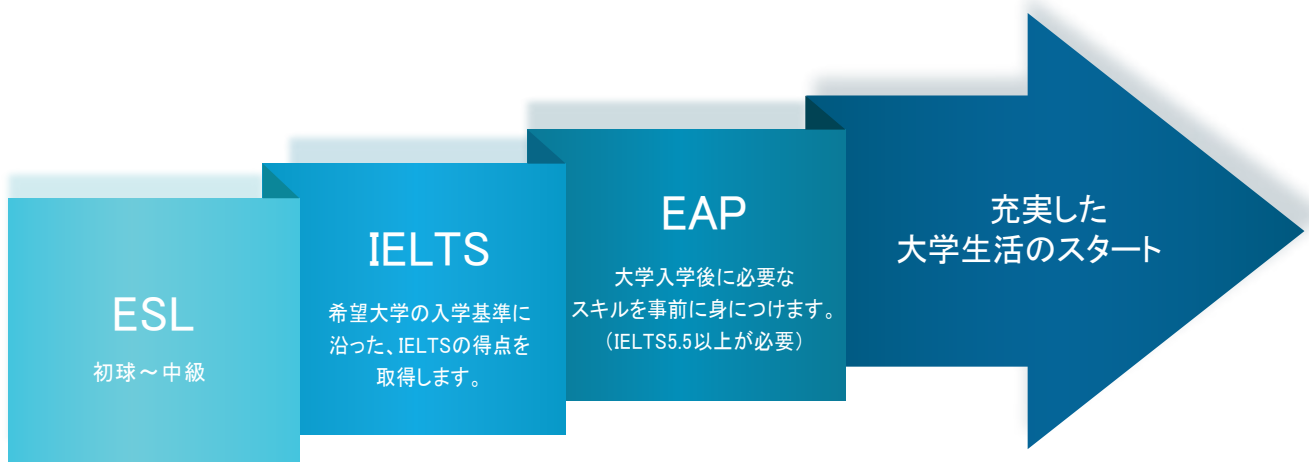 ESL
初球～中級
IELTS
希望大学の入学基準に
沿った、IELTSの得点を
取得します。
EAP
大学入学後に必要な
スキルを事前に身につけます。
（IELTS5.5以上が必要）
充実した
大学生活のスタート